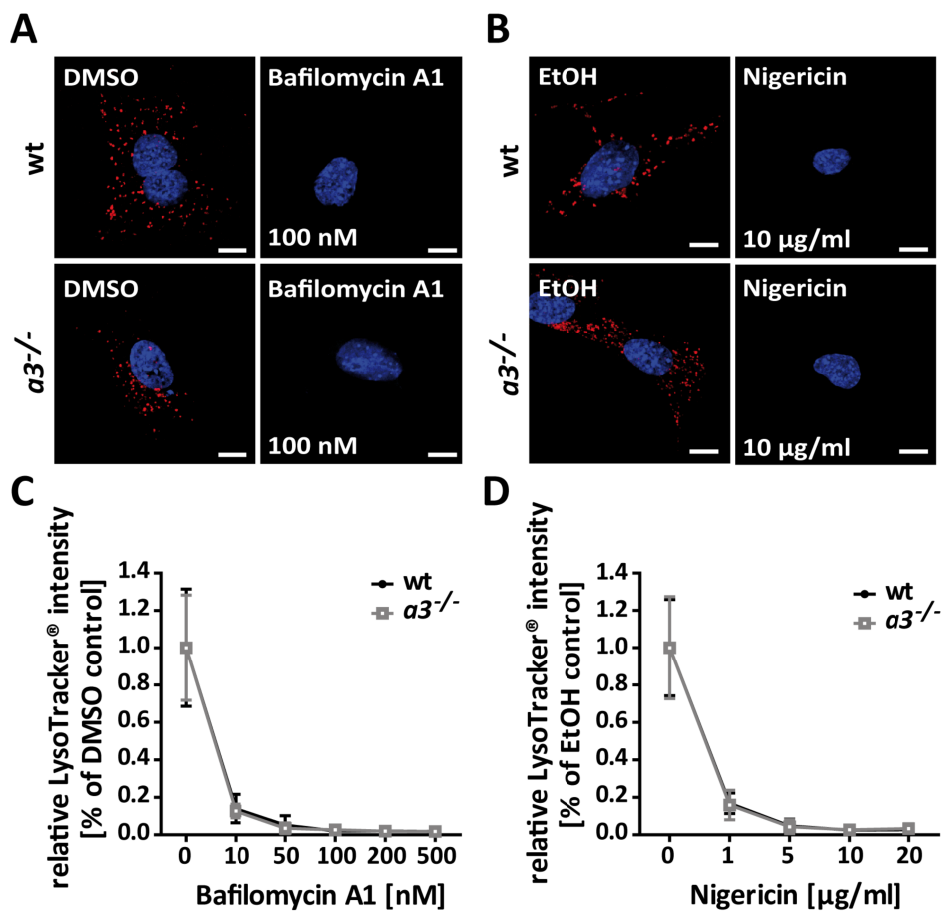 A
DMSO
Bafilomycin A1
wt
100 nM
DMSO
Bafilomycin A1
a3-/-
100 nM
B
EtOH
Nigericin
wt
10 µg/ml
EtOH
Nigericin
a3-/-
10 µg/ml
C
relative LysoTracker® intensity
[% of DMSO control]
1.4
1.2
1.0
0.8
0.6
0.4
0.2
0.0
wt
a3-/-
0 10 50 100 200 500
Bafilomycin A1 [nM]
D
relative LysoTracker® intensity
[% of EtOH control]
1.4
1.2
1.0
0.8
0.6
0.4
0.2
0.0
wt
a3-/-
0 1 5 10 20
Nigericin [µg/ml]